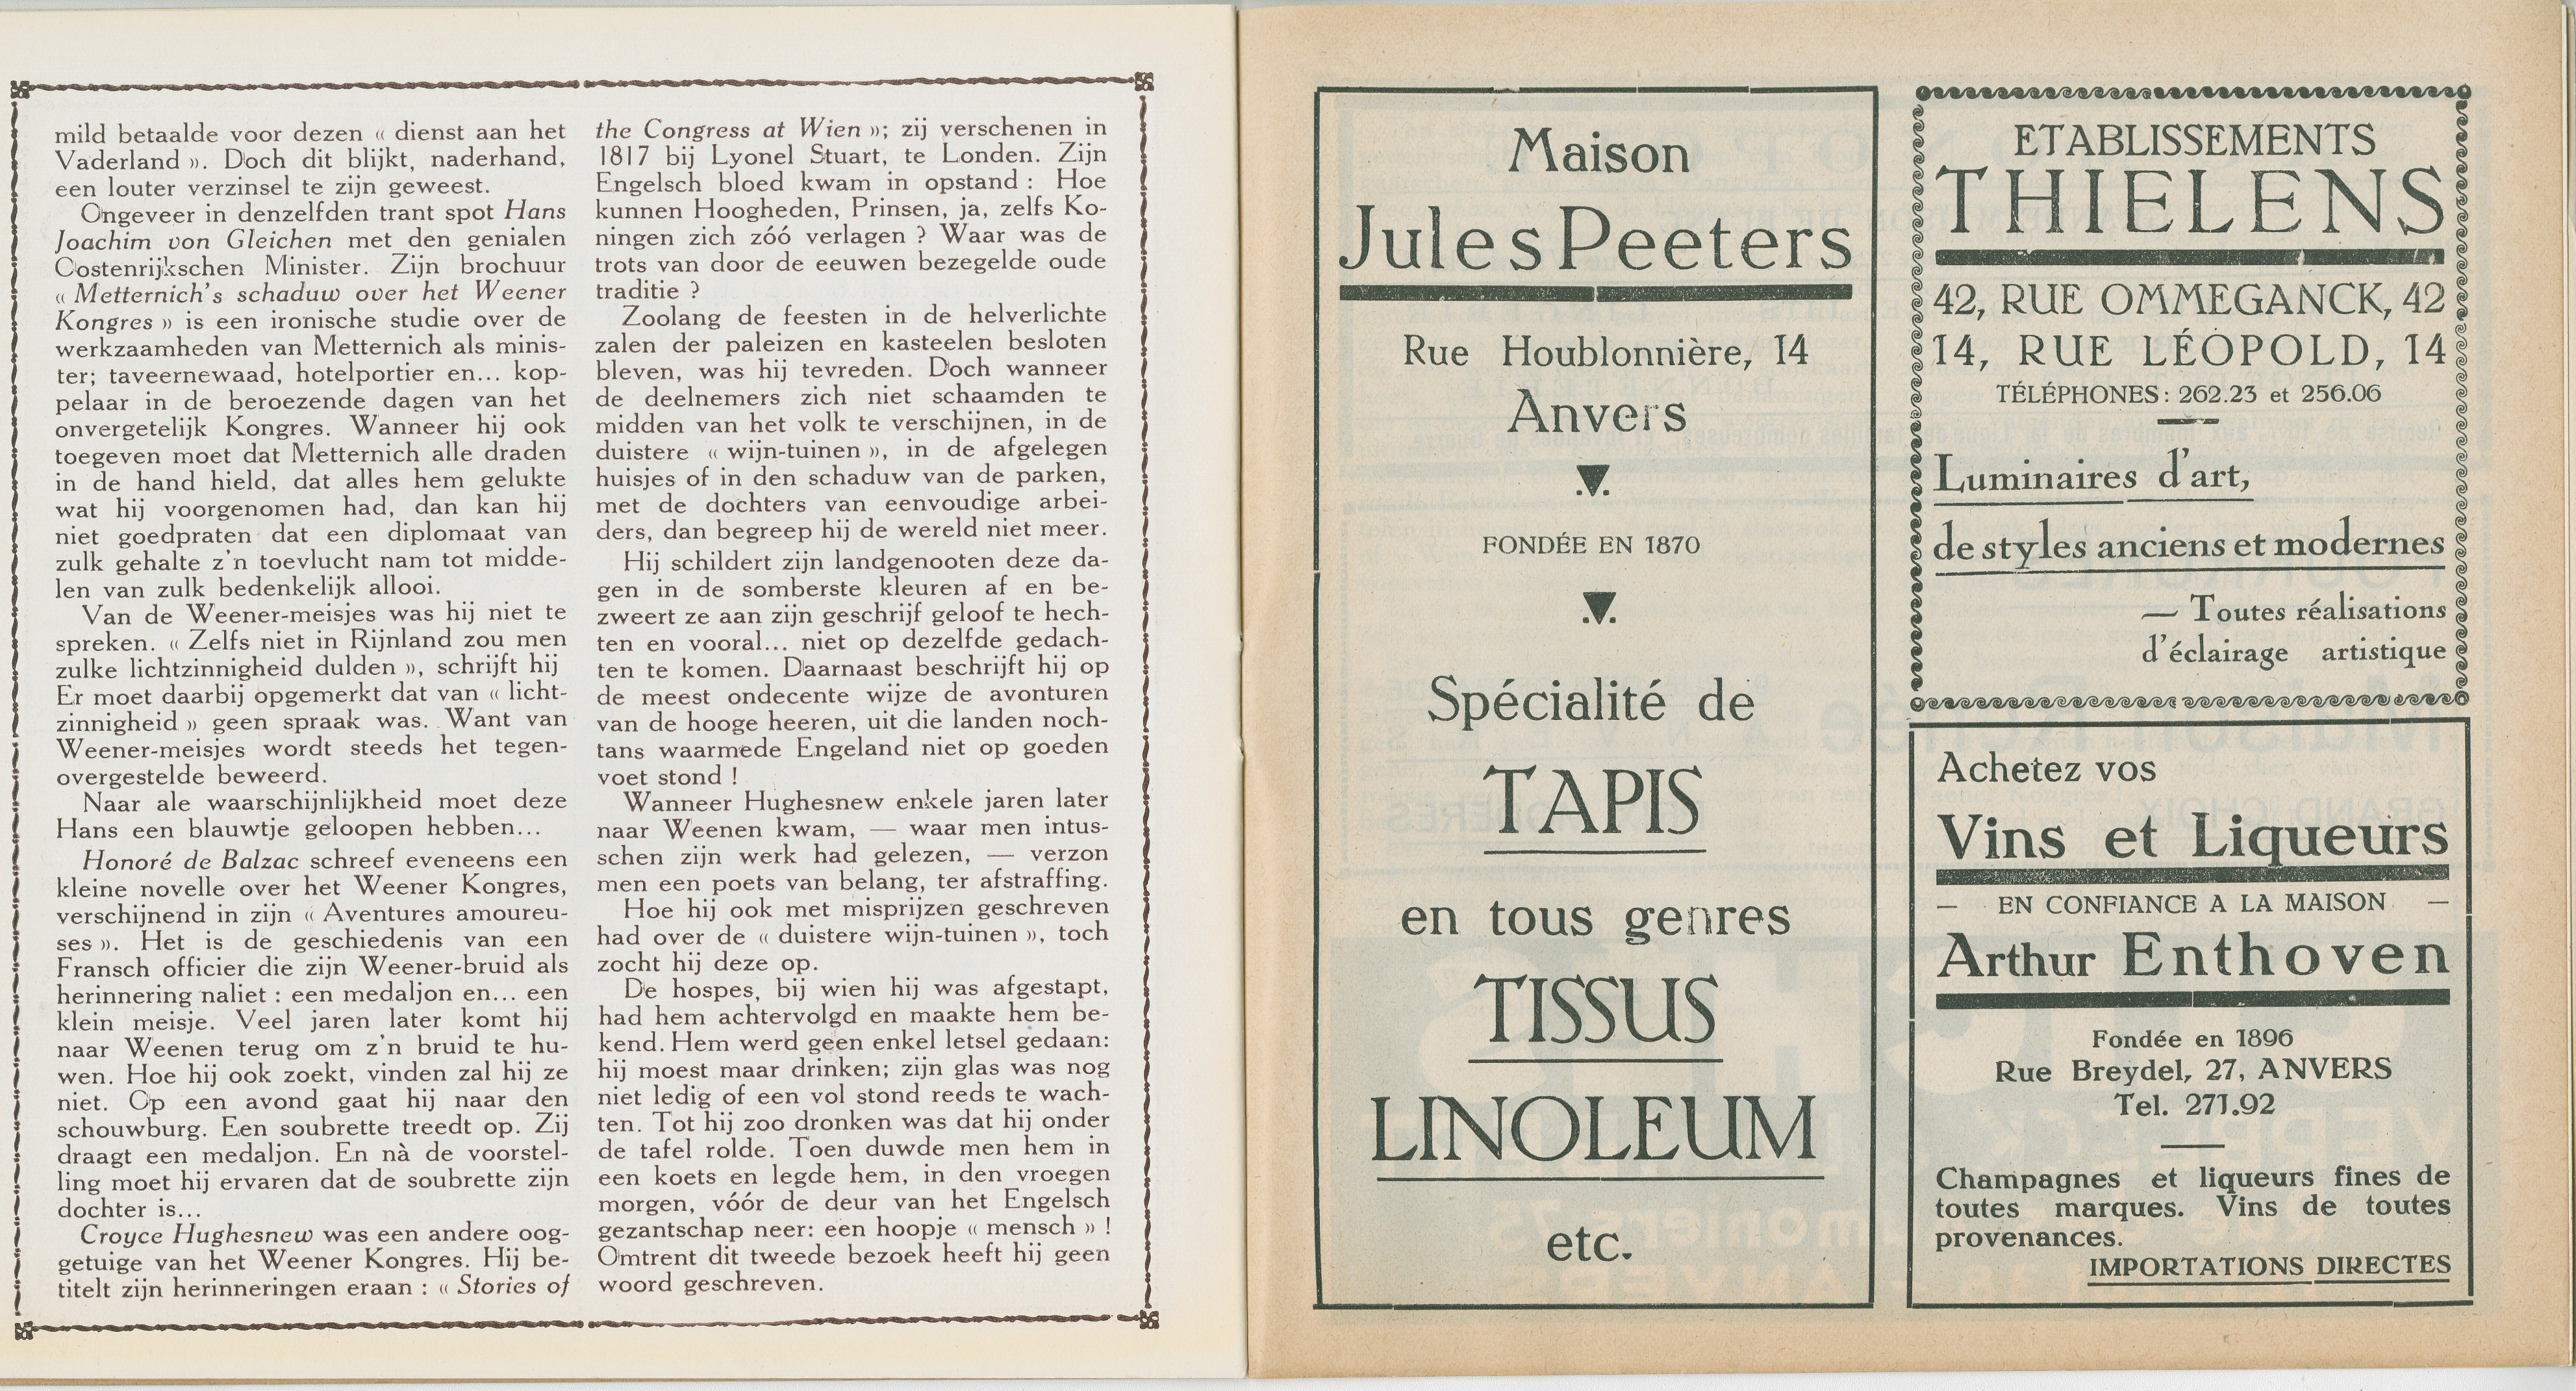 mild betaalde voor dezen « dienst aan het
Vaderland ». Doch dit blijkt, naderhand,
een louter verzinsel te zijn geweest.
Ongeveer in denzelfden trant spot Hans
Joachim von Gleichen met den genialen
Oostenrijkschen Minister. Zijn brochuur
« Metternich's schaduw over het Weener
Kongres » is een ironische studie over de
werkzaamheden van Metternich als minis-
ter; taveernewaad, hotelportier en... kop-
pelaar in de beroezende dagen van het
onvergetelijk Kongres. Wanneer hij ook
toegeven moet dat Metternich alle draden
in de hand hield, dat alles hem gelukte
wat hij voorgenomen had, dan kan hij
niet goedpraten dat een diplomaat van
zulk gehalte z'n toevlucht nam tot midde-
len van zulk bedenkelijk allooi.
Van de Weener-meisjes was hij niet te
spreken. « Zelfs niet in Rijnland zou men
zulke lichtzinnigheid dulden », schrijft hij
Er moet daarbij opgemerkt dat van « licht-
zinnigheid » geen spraak was. Want van
Weener-meisjes wordt steeds het tegen-
overgestelde beweerd.
Naar ale waarschijnlijkheid moet deze
Hans een blauwtje geloopen hebben...
Honoré de Balzac schreef eveneens een
kleine novelle over het Weener Kongres,
verschijnend in zijn « Aventures amoureu-
ses ». Het is de geschiedenis van een
Fransch officier die zijn Weener-bruid als
herinnering naliet : een medaljon en... een
klein meisje. Veel jaren later komt hij
naar Weenen terug om z'n bruid te hu-
wen. Hoe hij ook zoekt, vinden zal hij ze
niet. Op een avond gaat hij naar den
schouwburg. Een soubrette treedt op. Zij
draagt een medaljon. En nà de voorstel-
ling moet hij ervaren dat de soubrette zijn
dochter is...
Croyce Hughesnew was een andere oog-
getuige van het Weener Kongres. Hij be-
titelt zijn herinneringen eraan : « Stories of
the Congress at Wien »; zij verschenen in
1817 bij Lyonel Stuart, te Londen. Zijn
Engelsch bloed kwam in opstand : Hoe
kunnen Hoogheden, Prinsen, ja, zelfs Ko-
ningen zich zóó verlagen ? Waar was de
trots van door de eeuwen bezegelde oude
traditie ?
Zoolang de feesten in de helverlichte
zalen der paleizen en kasteelen besloten
bleven, was hij tevreden. Doch wanneer
de deelnemers zich niet schaamden te
midden van het volk te verschijnen, in de
duistere « wijn-tuinen », in de afgelegen
huisjes of in den schaduw van de parken,
met de dochters van eenvoudige arbei-
ders, dan begreep hij de wereld niet meer.
Hij schildert zijn landgenooten deze da-
gen in de somberste kleuren af en be-
zweert ze aan zijn geschrijf geloof te hech-
ten en vooral... niet op dezelfde gedach-
ten te komen. Daarnaast beschrijft hij op
de meest ondecente wijze de avonturen
van de hooge heeren, uit die landen noch-
tans waarmede Engeland niet op goeden
voet stond !
Wanneer Hughesnew enkele jaren later
naar Weenen kwam, — waar men intus-
schen zijn werk had gelezen, — verzon
men een poets van belang, ter afstraffing.
Hoe hij ook met misprijzen geschreven
had over de « duistere wijn-tuinen », toch
zocht hij deze op.
De hospes, bij wien hij was afgestapt,
had hem achtervolgd en maakte hem be-
kend. Hem werd geen enkel letsel gedaan:
hij moest maar drinken; zijn glas was nog
niet ledig of een vol stond reeds te wach-
ten. Tot hij zoo dronken was dat hij onder
de tafel rolde. Toen duwde men hem in
een koets en legde hem, in den vroegen
morgen, vóór de deur van het Engelsch
gezantschap neer: een hoopje « mensch » !
Omtrent dit tweede bezoek heeft hij geen
woord geschreven.
Maison
Jules Peeters
Rue Houblonnière, 14
Anvers
FONDÉE EN 1870
Spécialité de
TAPIS
en tous genres
TISSUS
LINOLEUM
etc.
ETABLISSEMENTS
THIELENS
42, RUE OMMEGANCK, 42
14, RUE LÉOPOLD, 14
TÉLÉPHONES : 262.23 et 256.06
Luminaires d'art,
de styles anciens et modernes
— Toutes réalisations
d'éclairage artistique
Achetez vos
Vins et Liqueurs
— EN CONFIANCE A LA MAISON —
Arthur Enthoven
Fondée en 1896
Rue Breydel, 27, ANVERS
Tel. 271.92
Champagnes et liqueurs fines de
toutes marques. Vins de toutes
provenances.
IMPORTATIONS DIRECTES